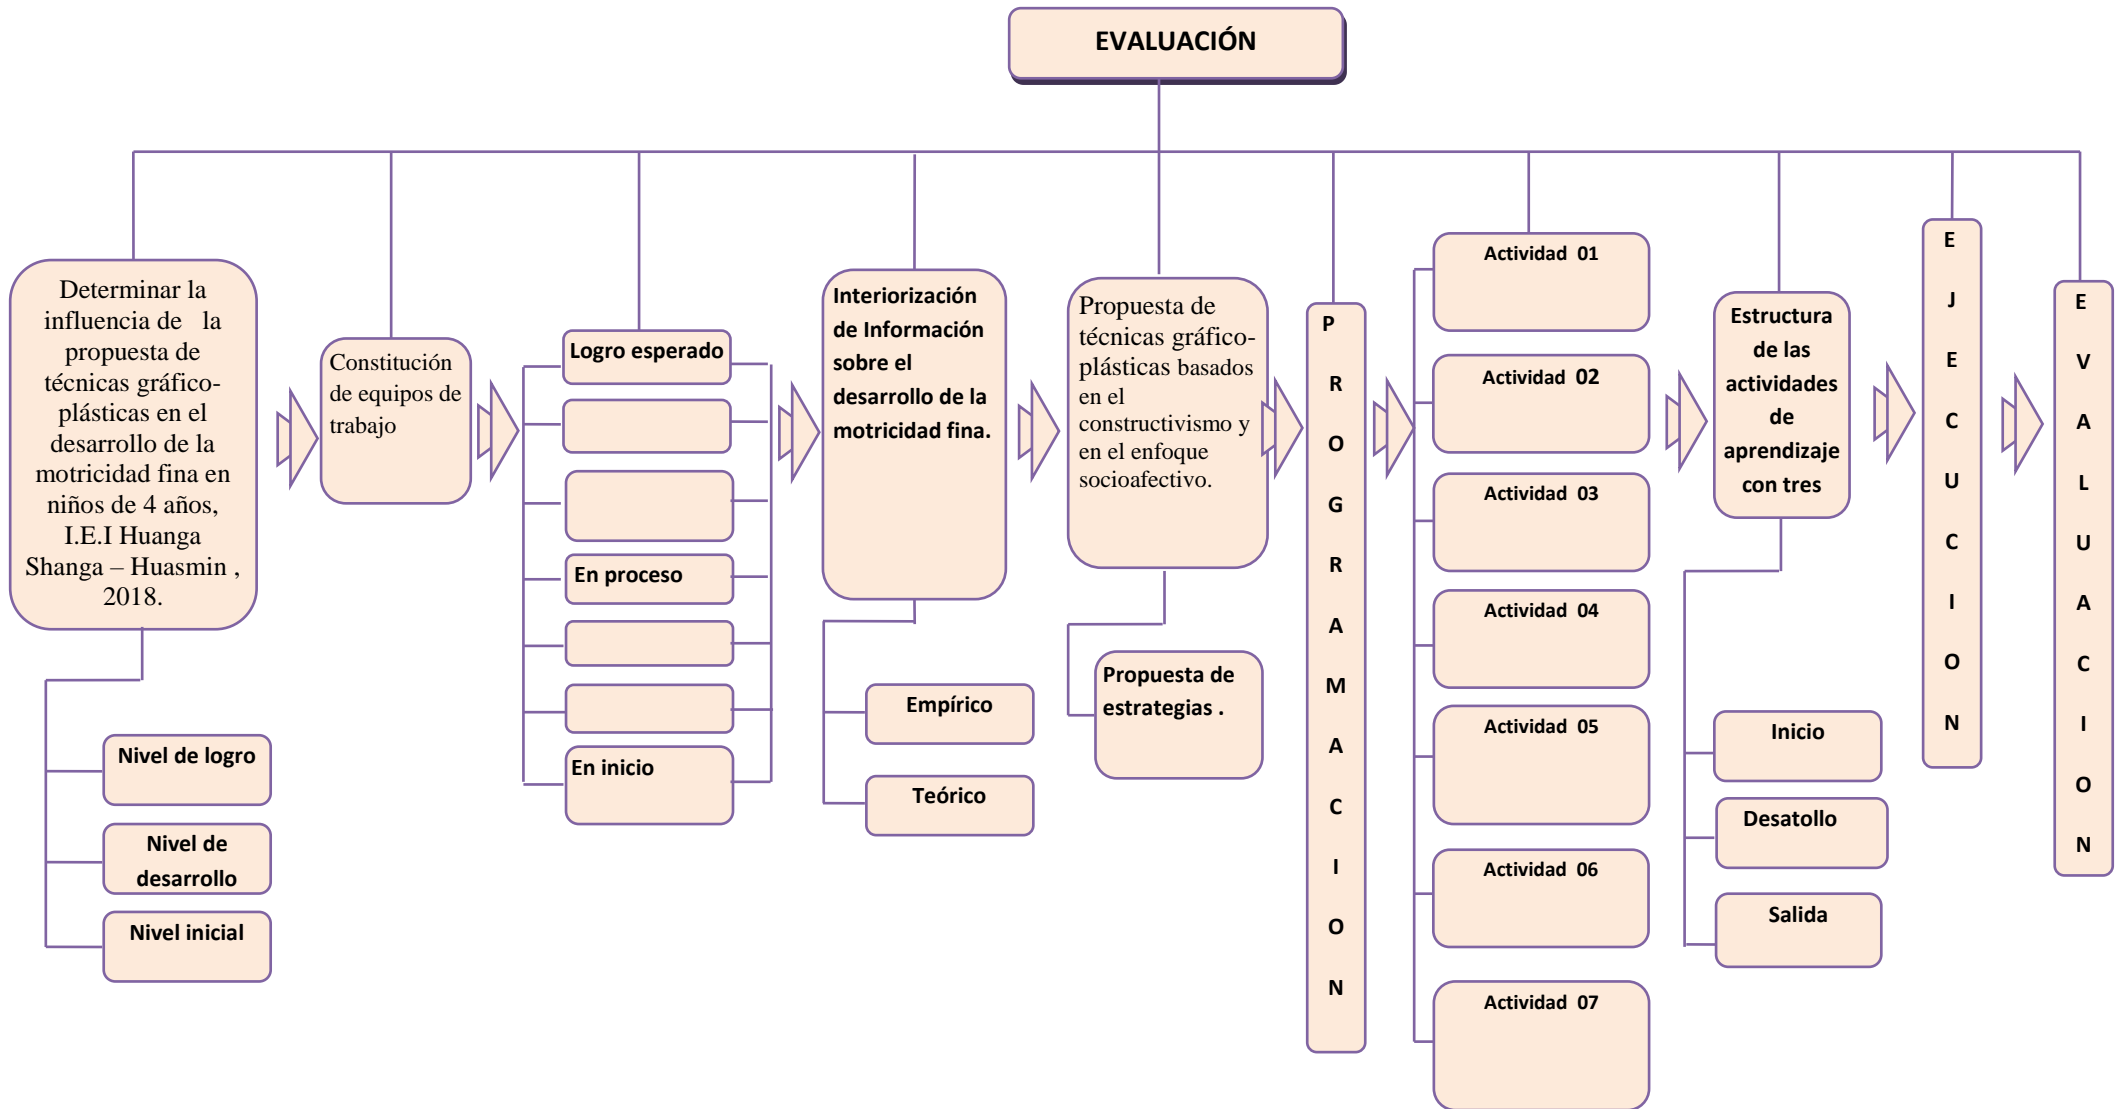 EVALUACIÓN
Determinar la
influencia de la
propuesta de
técnicas gráfico-
plásticas en el
desarrollo de la
motricidad fina en
niños de 4 años,
I.E.I Huanga
Shanga – Huasmin ,
2018.
Nivel de logro
Nivel de
desarrollo
Nivel inicial
Constitución
de equipos de
trabajo
Logro esperado
En proceso
En inicio
Interiorización
de Información
sobre el
desarrollo de la
motricidad fina.
Empírico
Teórico
Propuesta de
técnicas gráfico-
plásticas basados
en el
constructivismo y
en el enfoque
socioafectivo.
Propuesta de
estrategias .
P
R
O
G
R
A
M
A
C
I
O
N
Actividad 01
Actividad 02
Actividad 03
Actividad 04
Actividad 05
Actividad 06
Actividad 07
Estructura
de las
actividades
de
aprendizaje
con tres
Inicio
Desatollo
Salida
E
J
E
C
U
C
I
O
N
E
V
A
L
U
A
C
I
O
N